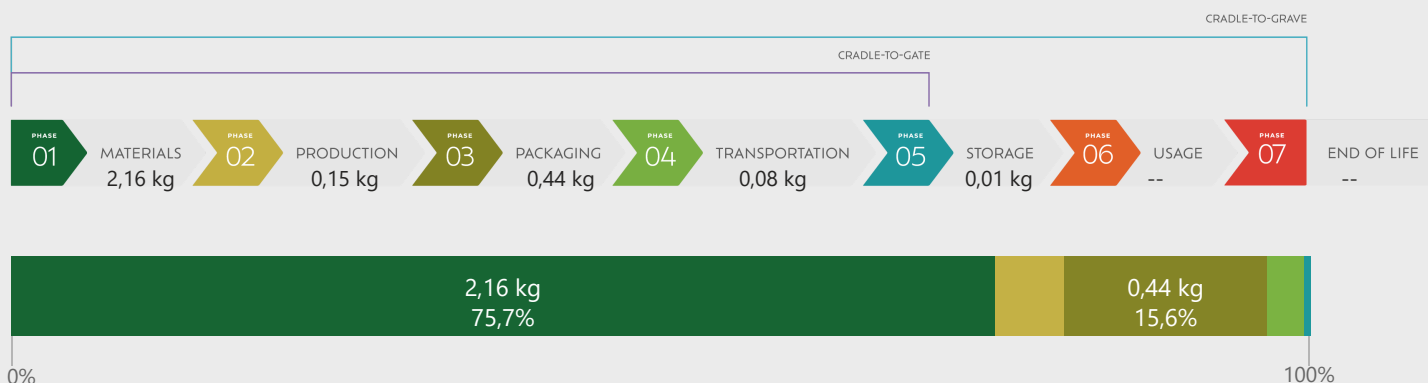 CRADLE-TO-GRAVE
CRADLE-TO-GATE
PHASE
01
MATERIALS
2,16 kg
PHASE
02
PRODUCTION
0,15 kg
PHASE
03
PACKAGING
0,44 kg
PHASE
04
TRANSPORTATION
0,08 kg
PHASE
05
STORAGE
0,01 kg
PHASE
06
USAGE
--
PHASE
07
END OF LIFE
--
2,16 kg
75,7%
0,44 kg
15,6%
0%
100%